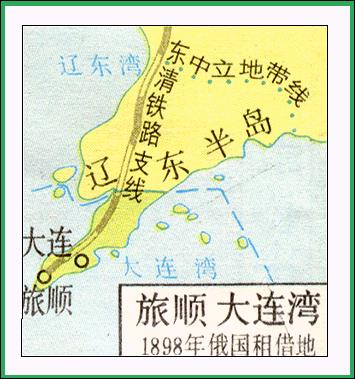 辽东湾
东中立地带线
东清铁路支线
辽东半岛
大连
大连湾
旅顺
旅顺 大连湾
1898年俄国租借地